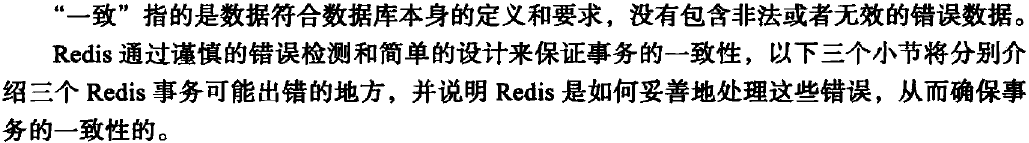 “一致”指的是数据符合数据库本身的定义和要求，没有包含非法或者无效的错误数据。
Redis 通过谨慎的错误检测和简单的设计来保证事务的一致性，以下三个小节将分别介
绍三个 Redis 事务可能出错的地方，并说明 Redis 是如何妥善地处理这些错误，从而确保事
务的一致性的。